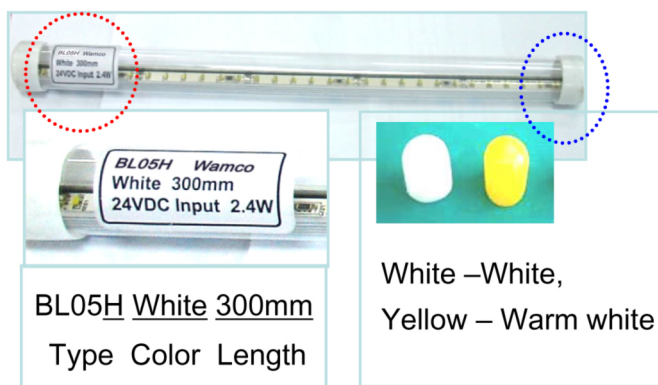 BL05H Wamco
White 300mm
24VDC Input 2.4W
BL05H Wamco
White 300mm
24VDC Input 2.4W
BL05H White 300mm
Type Color Length
White –White,
Yellow – Warm white